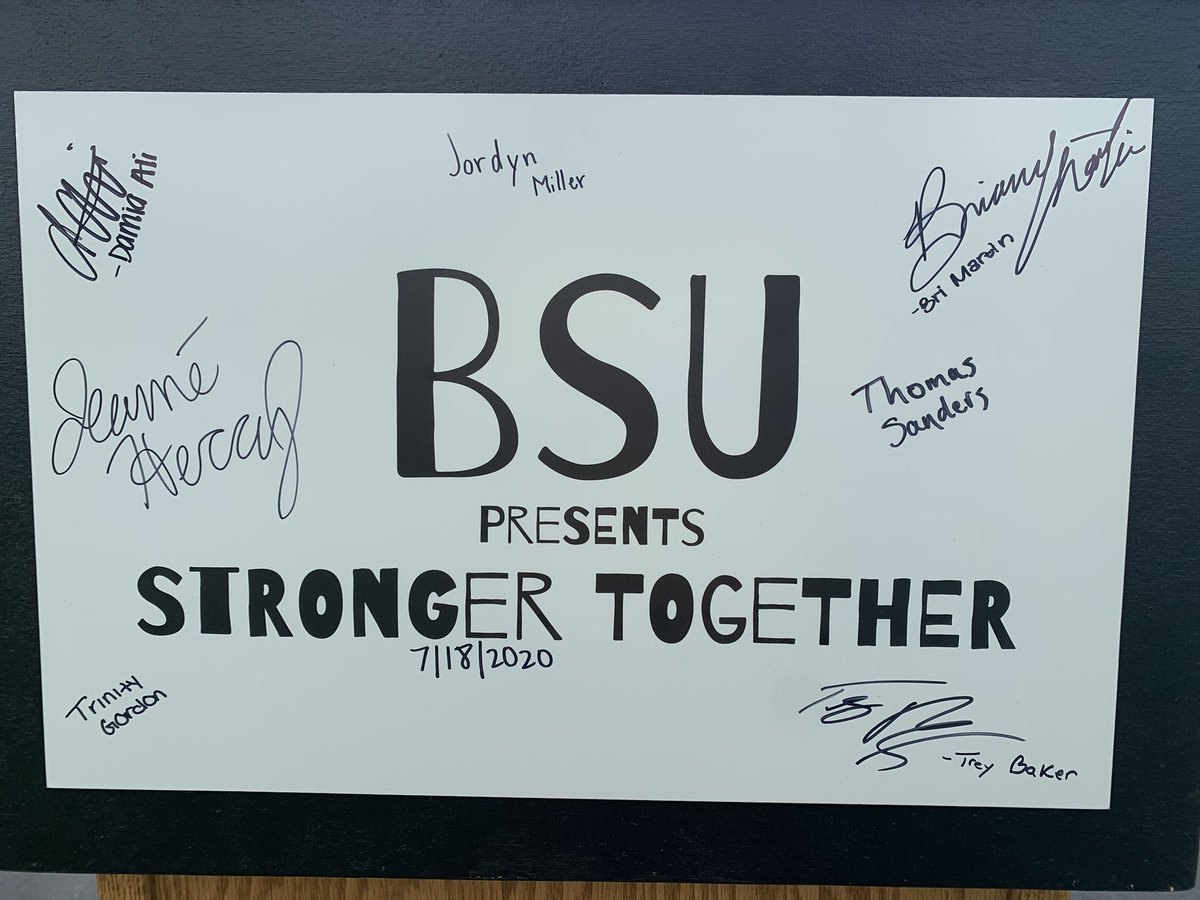 Jordyn
Miller
-Damia Ali
-Bri Martin
BSU
Jeanné
Thomas
Sanders
PRESENTS
STRONGER TOGETHER
7/18/2020
Trinity
Gordon
-Trey Baker